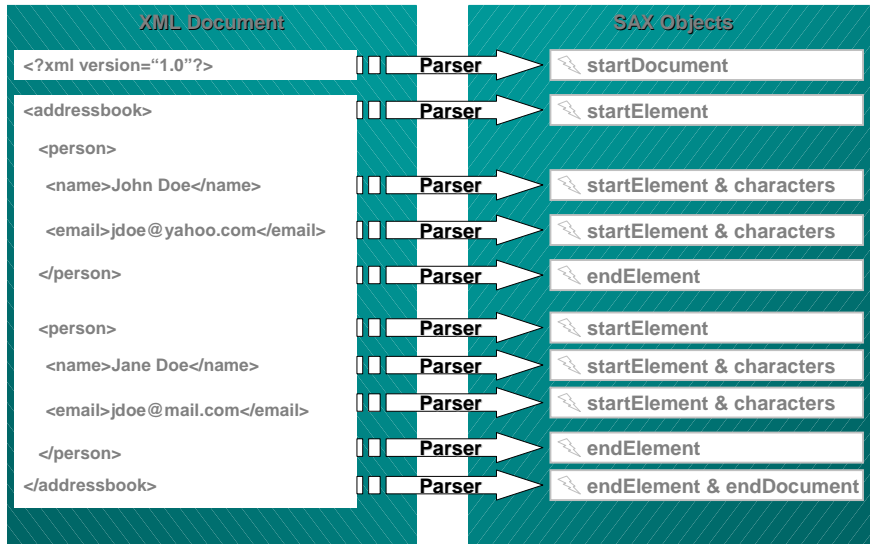 XML Document SAX Objects
<?xml version=“1.0”?> Parser startDocument
<addressbook> Parser startElement
<person>
<name>John Doe</name> Parser startElement & characters
<email>jdoe@yahoo.com</email> Parser startElement & characters
</person> Parser endElement
<person> Parser startElement
<name>Jane Doe</name> Parser startElement & characters
<email>jdoe@mail.com</email> Parser startElement & characters
</person> Parser endElement
</addressbook> Parser endElement & endDocument